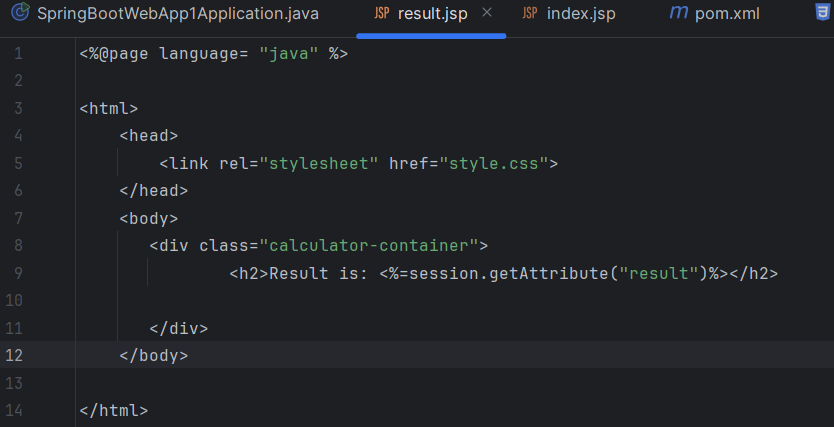 SpringBootWebApp1Application.java JSP result.jsp × JSP index.jsp m pom.xml 3
1 <%@page language= "java" %>
2
3 <html>
4 <head>
5 <link rel="stylesheet" href="style.css">
6 </head>
7 <body>
8 <div class="calculator-container">
9 <h2>Result is: <%=session.getAttribute("result")%></h2>
10
11 </div>
12 </body>
13
14 </html>